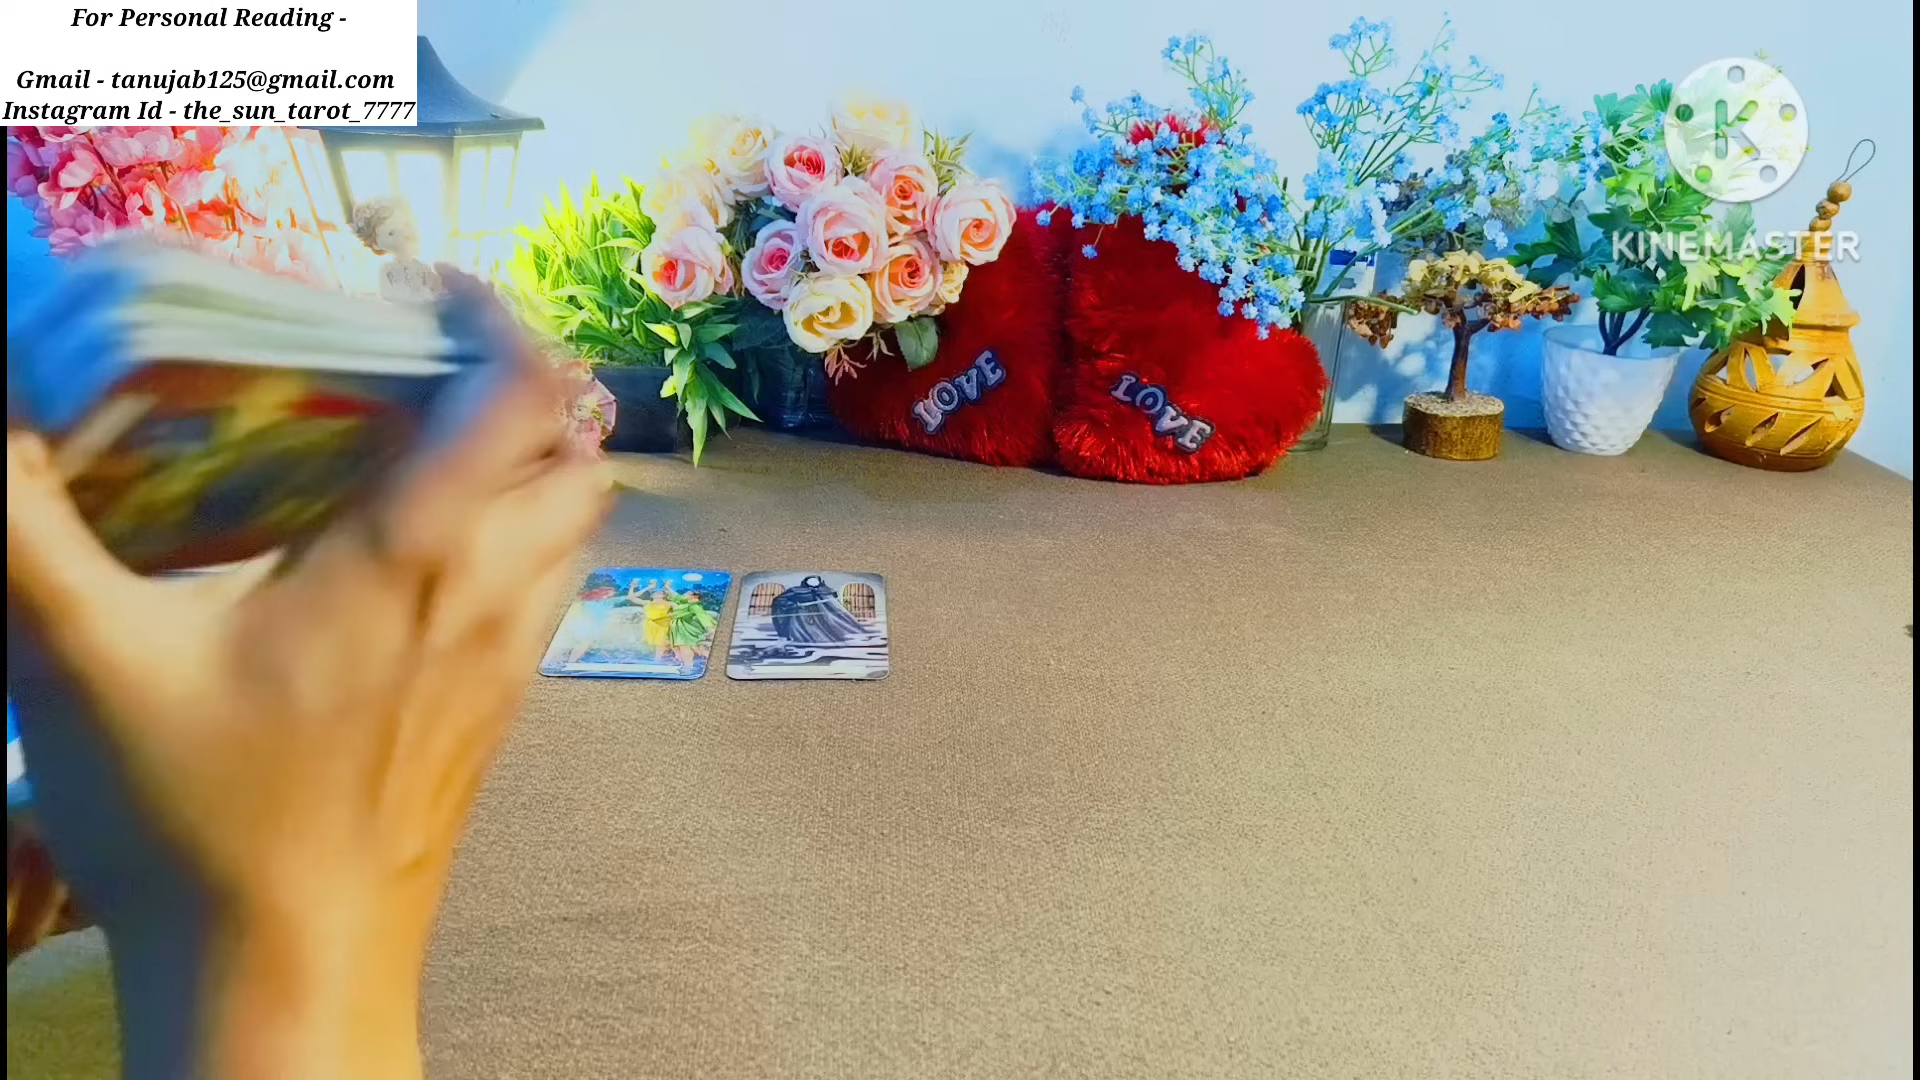 For Personal Reading -
Gmail - tanujab125@gmail.com
Instagram Id - the_sun_tarot_7777
K
KINEMASTER
LOVE
LOVE